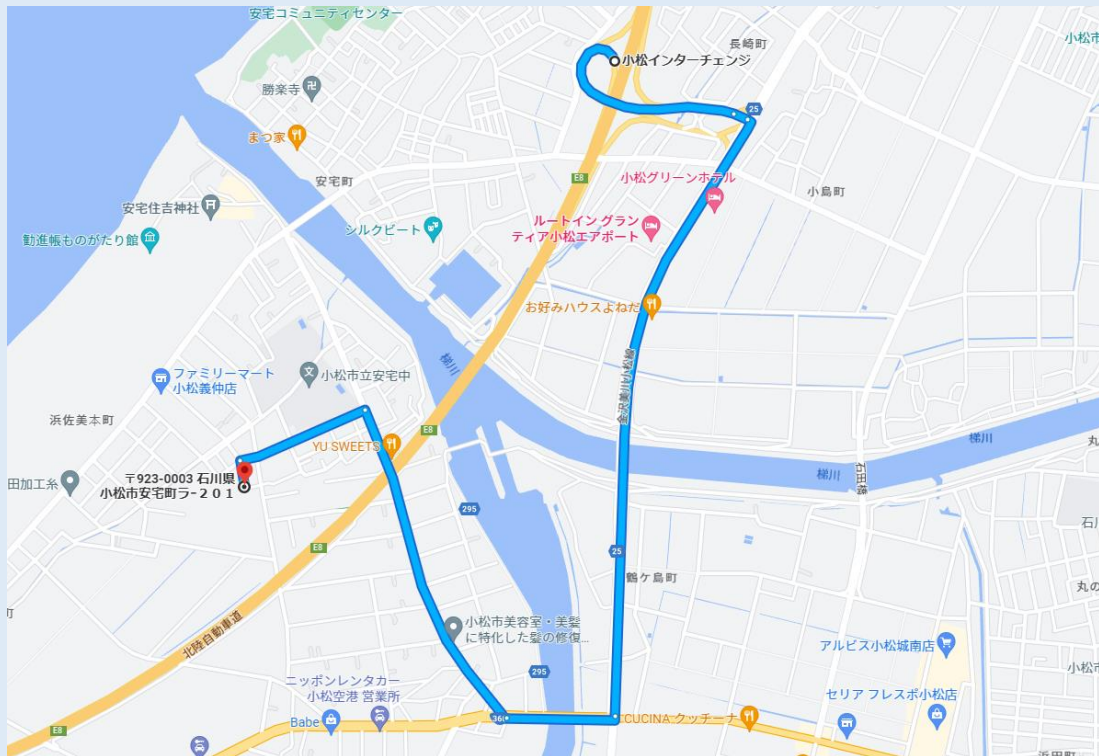 安宅コミュニティセンター
長崎町
小松市
小松インターチェンジ
勝楽寺
25
まつ家
安宅町
E8
小松グリーンホテル
小島町
安宅住吉神社
ルートイン グラン
ティア小松エアポート
勧進帳ものがたり館
シルクビート
お好みハウスよねだ
梯川
金沢美川小松線
ファミリーマート
小松義仲店
小松市立安宅中
浜佐美本町
YU SWEETS
E8
梯川
梯川
石田橋
〒923-0003 石川県
小松市安宅町ラ-201
田加工糸
295
E8
25
鶴ケ島町
石川
丸の
町
北陸自動車道
小松市美容室・美髪
に特化した髪の修復...
アルビス小松城南店
295
小松市
ニッポンレンタカー
小松空港 営業所
セリア フレスポ小松店
Babe
360
CUCINA クッチーナ
E8
浜田町